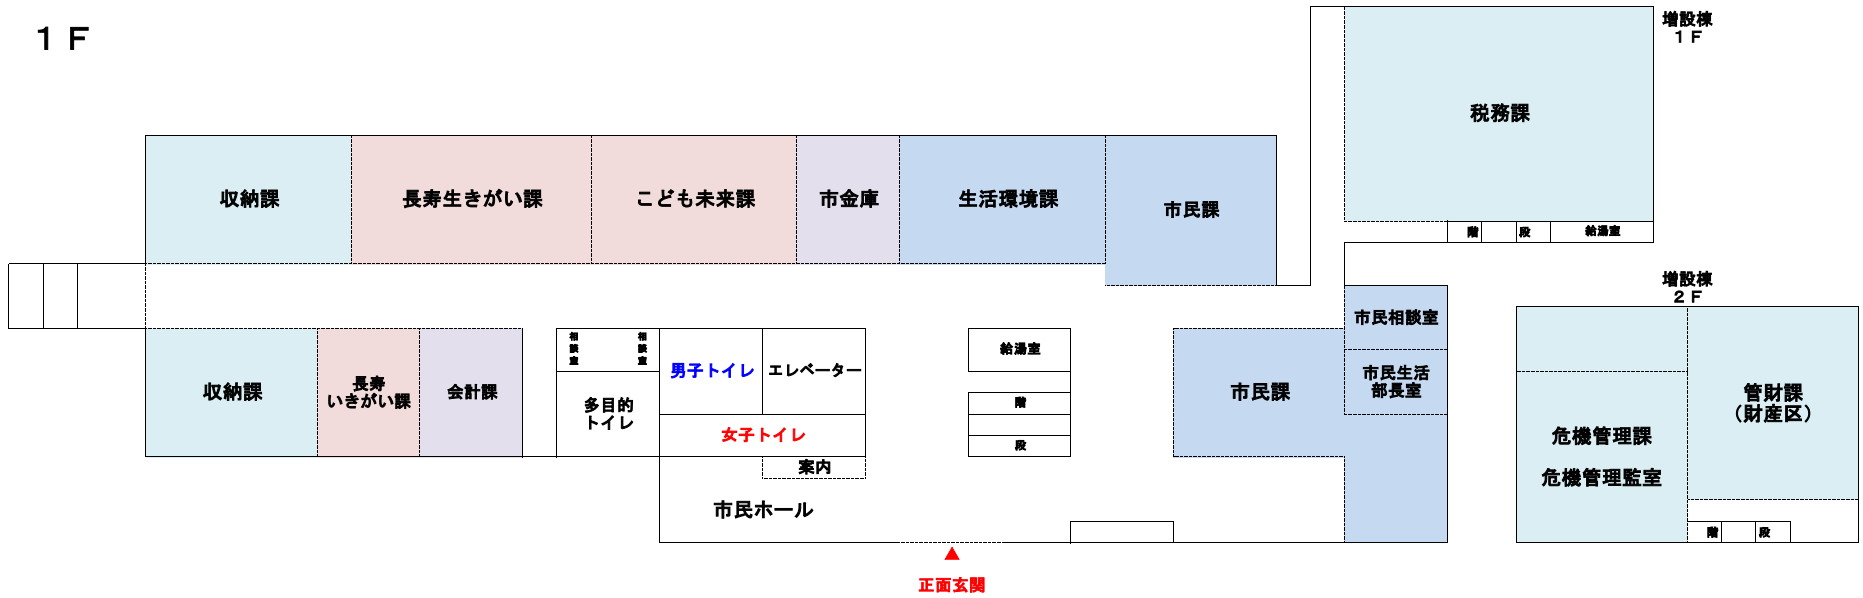 １Ｆ
増設棟
１Ｆ
税務課
収納課
長寿生きがい課
こども未来課
市金庫
生活環境課
市民課
階
段
給湯室
増設棟
２Ｆ
市民相談室
相談室
相談室
男子トイレ
エレベーター
給湯室
収納課
長寿
いきがい課
会計課
多目的
トイレ
女子トイレ
案内
階
段
市民課
市民生活
部長室
管財課
（財産区）
危機管理課
危機管理監室
市民ホール
階
段
▲
正面玄関